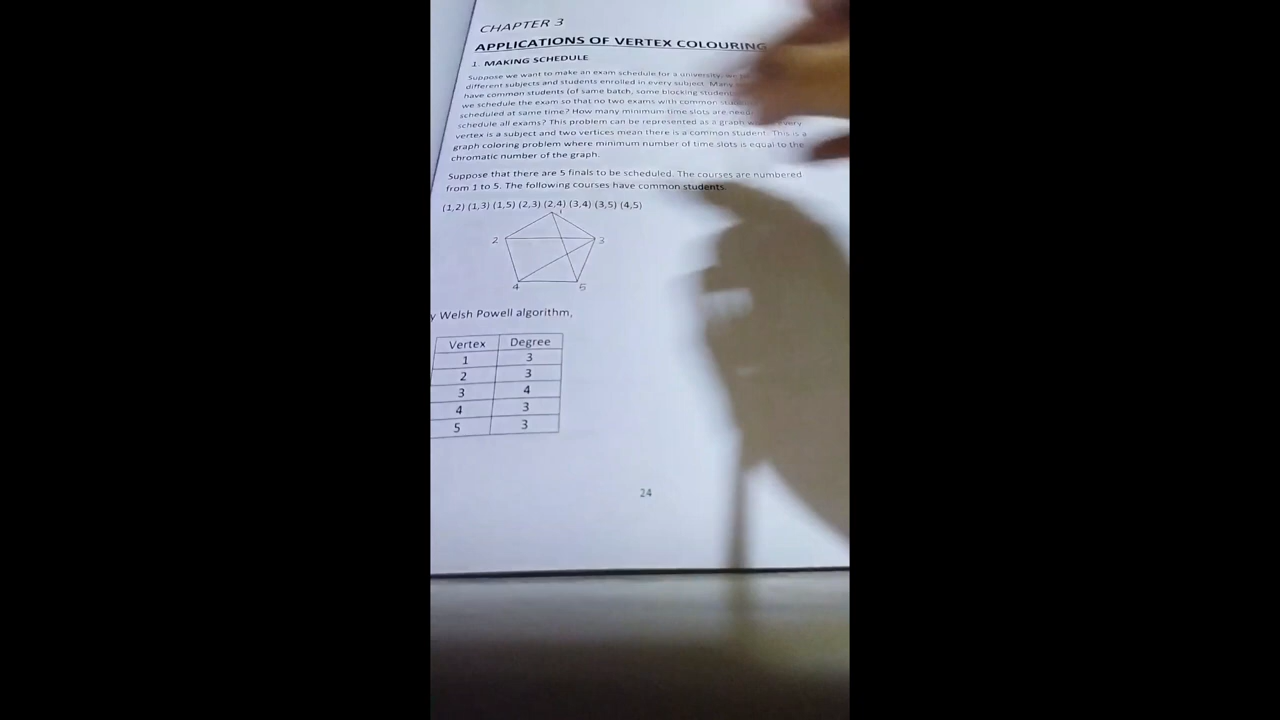 CHAPTER 3
APPLICATIONS OF VERTEX COLOURING
1. MAKING SCHEDULE
Suppose we want to make an exam schedule for a university.
different subjects and students enrolled in every subject. Many
have common students (of same batch, some blocking
we schedule the exam so that no two exams with common
scheduled at same time? How many minimum time slots are
schedule all exams? This problem can be represented as a graph
vertex is a subject and two vertices mean there is a common student. This is a
graph coloring problem where minimum number of time slots is equal to the
chromatic number of the graph.
Suppose that there are 5 finals to be scheduled. The courses are numbered
from 1 to 5. The following courses have common students.
(1,2) (1,3) (1,5) (2,3) (2,4) (3,4) (3,5) (4,5)
1
2 3
4 5
y Welsh Powell algorithm,
Vertex Degree
1 3
2 3
3 4
4 3
5 3
24